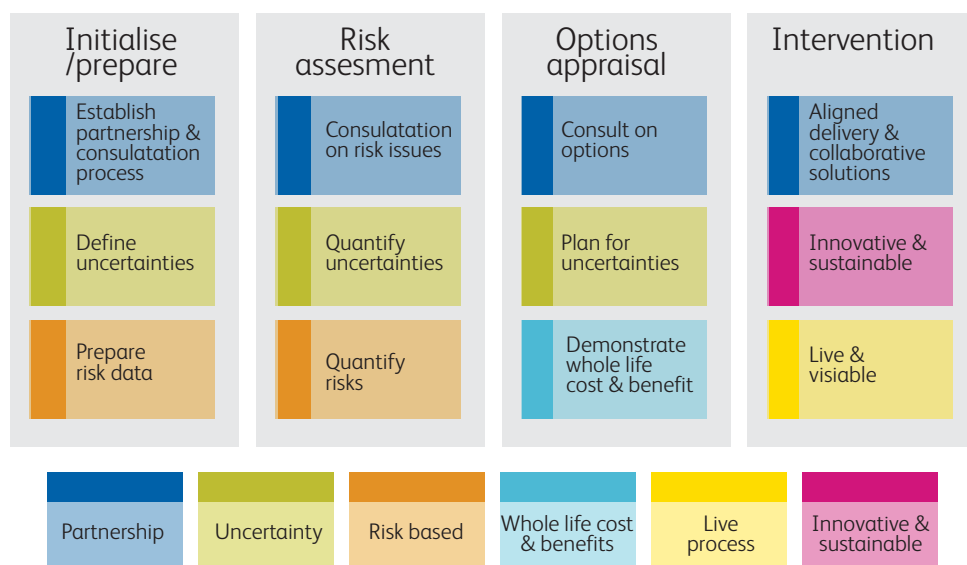 Initialise
/prepare
Establish
partnership &
consulatation
process
Define
uncertainties
Prepare
risk data
Risk
assesment
Consulatation
on risk issues
Quantify
uncertainties
Quantify
risks
Options
appraisal
Consult on
options
Plan for
uncertainties
Demonstrate
whole life
cost & benefit
Intervention
Aligned
delivery &
collaborative
solutions
Innovative &
sustainable
Live &
visiable
Partnership
Uncertainty
Risk based
Whole life cost
& benefits
Live
process
Innovative &
sustainable